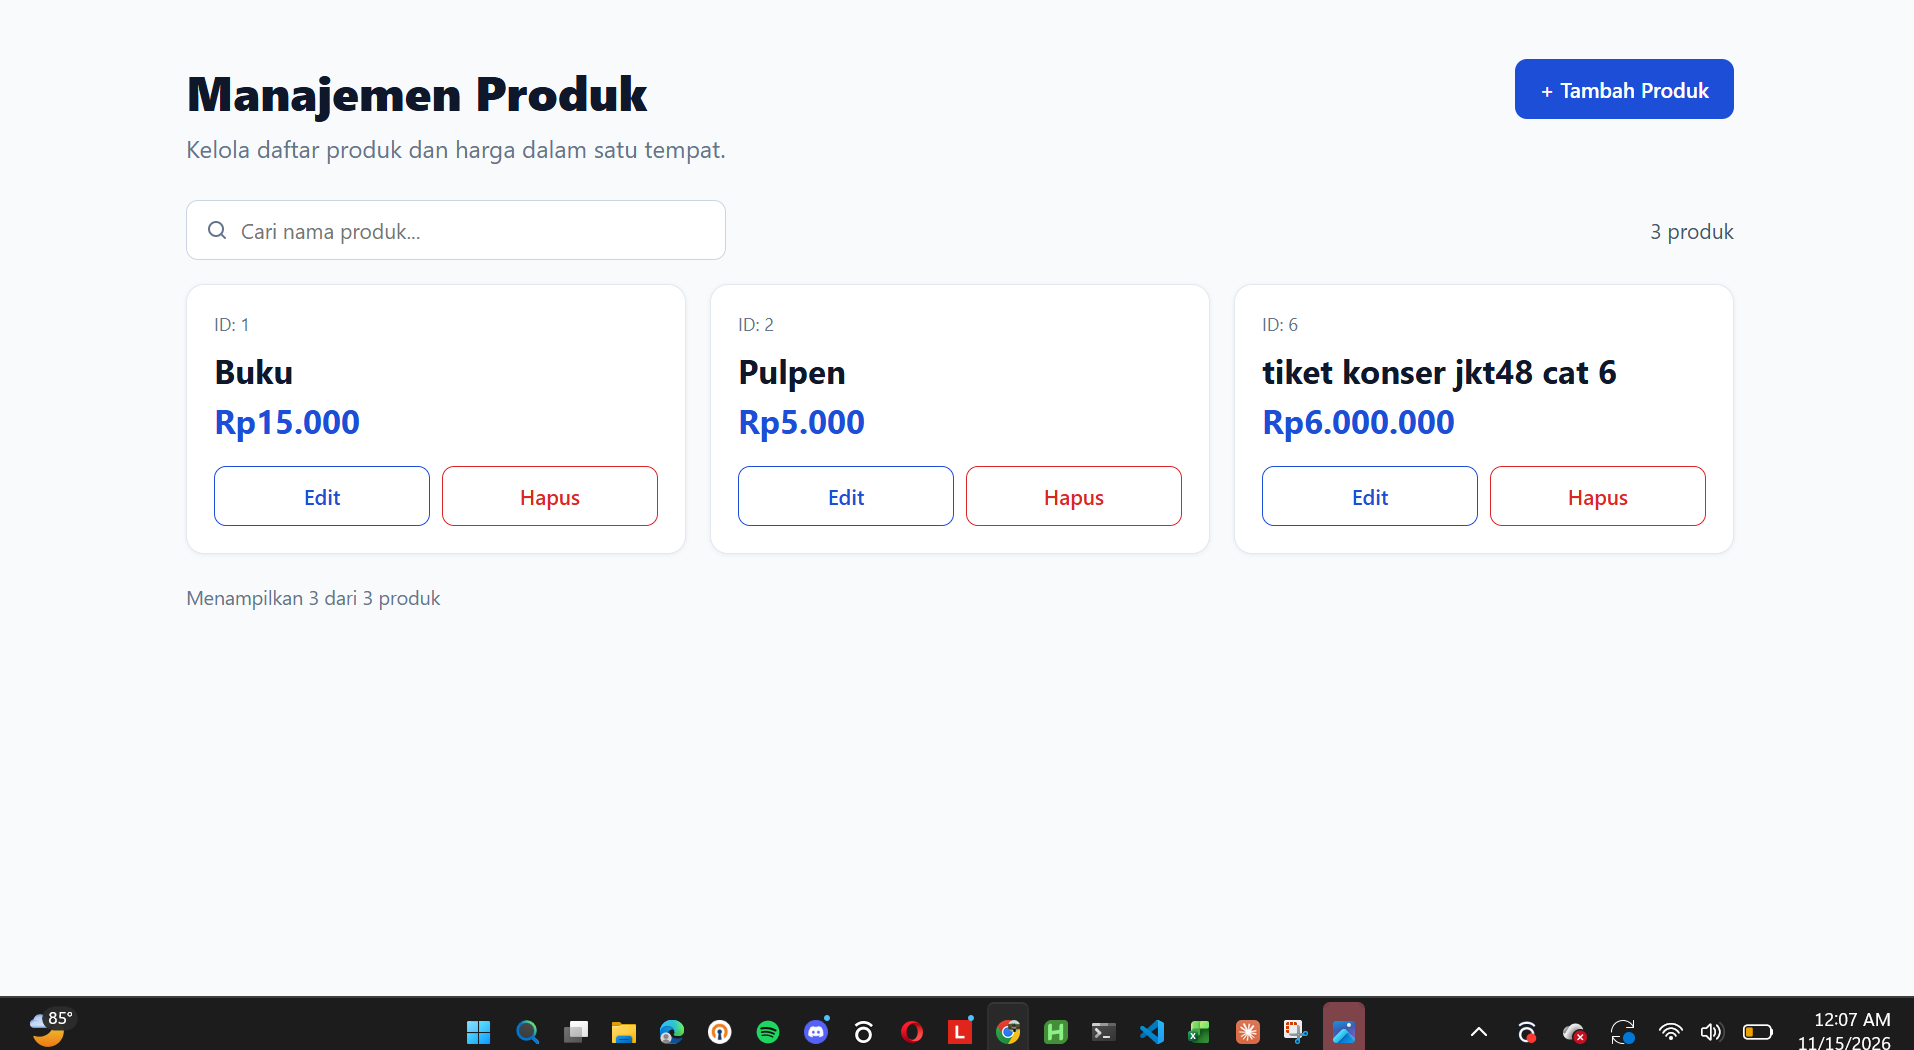 Manajemen Produk
+ Tambah Produk
Kelola daftar produk dan harga dalam satu tempat.
Cari nama produk...
3 produk
ID: 1
Buku
Rp15.000
Edit
Hapus
ID: 2
Pulpen
Rp5.000
Edit
Hapus
ID: 6
tiket konser jkt48 cat 6
Rp6.000.000
Edit
Hapus
Menampilkan 3 dari 3 produk
85°
L
H
12:07 AM
11/15/2026